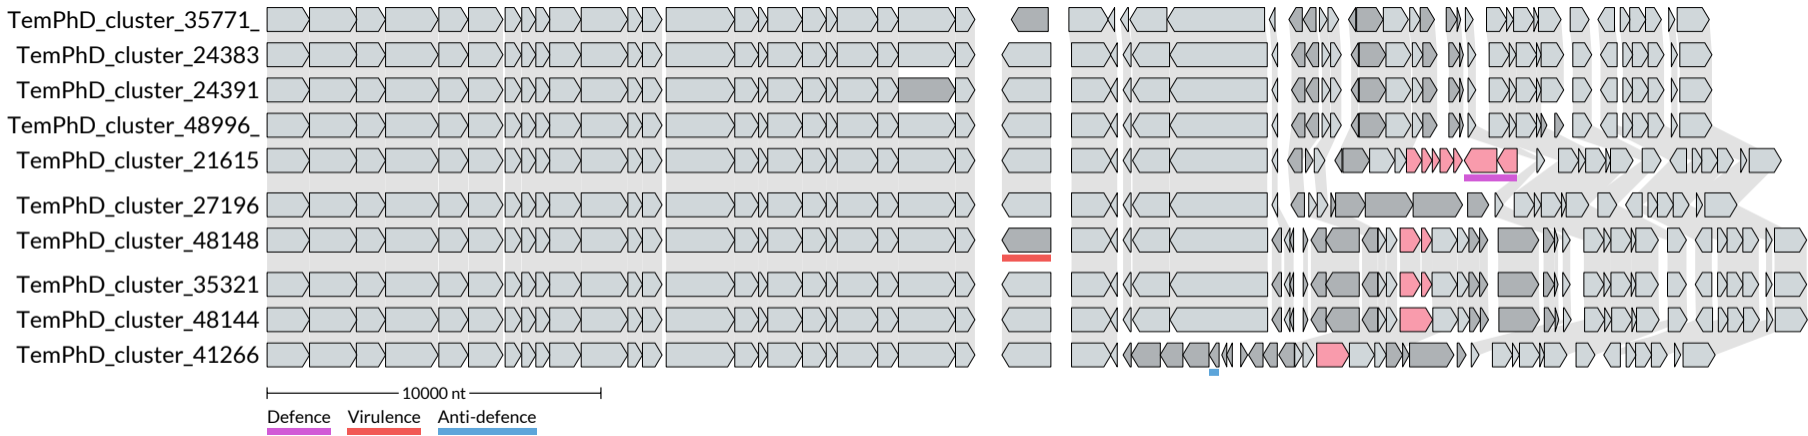 TemPhD_cluster_35771_
TemPhD_cluster_24383
TemPhD_cluster_24391
TemPhD_cluster_48996_
TemPhD_cluster_21615
TemPhD_cluster_27196
TemPhD_cluster_48148
TemPhD_cluster_35321
TemPhD_cluster_48144
TemPhD_cluster_41266
10000 nt
Defence Virulence Anti-defence